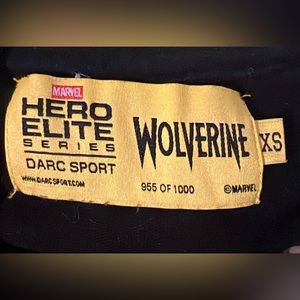 MARVEL
HERO
ELITE
SERIES
DARC SPORT
WWW.DARCSPORT.COM
WOLVERINE
955 OF 1000
©MARVEL
XS